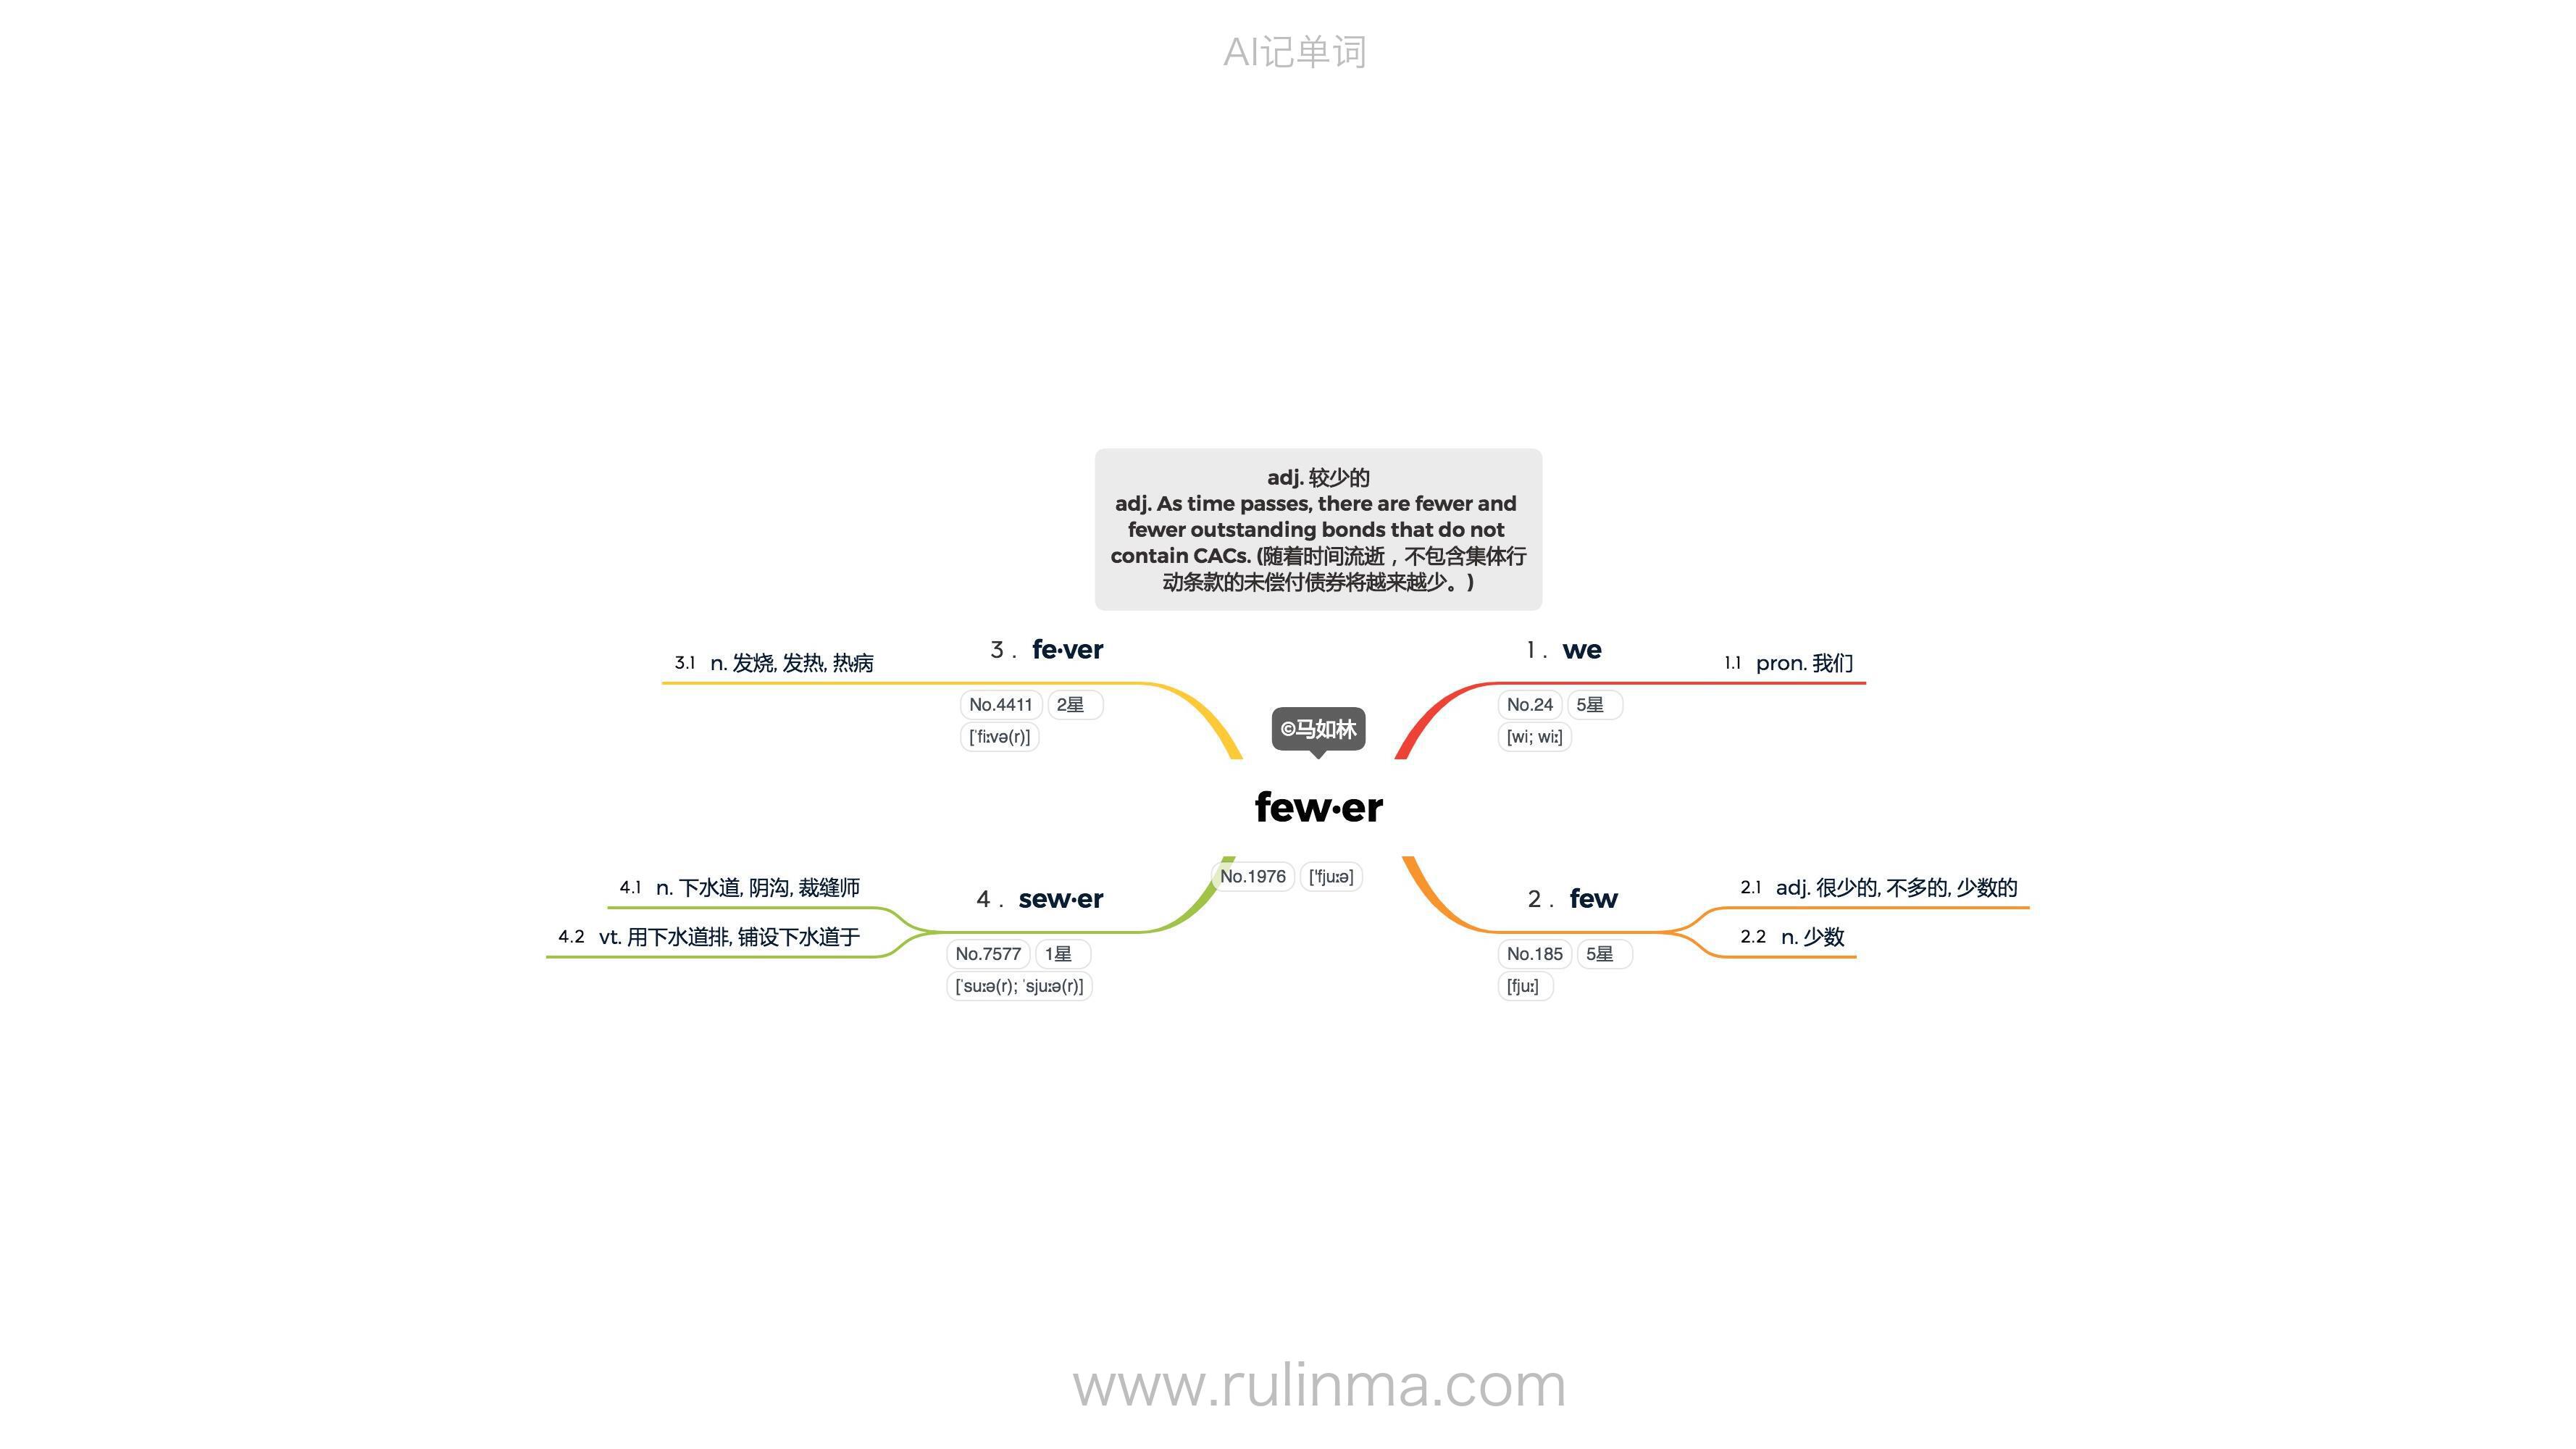 AI记单词
adj. 较少的
adj. As time passes, there are fewer and
fewer outstanding bonds that do not
contain CACs. (随着时间流逝，不包含集体行
动条款的未偿付债券将越来越少。)
3 . fe·ver
3.1 n. 发烧, 发热, 热病
No.4411 2星
['fiːvə(r)]
1 . we
1.1 pron. 我们
No.24 5星
[wi; wiː]
©马如林
few·er
No.1976 ['fjuːə]
4 . sew·er
4.1 n. 下水道, 阴沟, 裁缝师
4.2 vt. 用下水道排, 铺设下水道于
No.7577 1星
['suːə(r); 'sjuːə(r)]
2 . few
2.1 adj. 很少的, 不多的, 少数的
2.2 n. 少数
No.185 5星
[fjuː]
www.rulinma.com